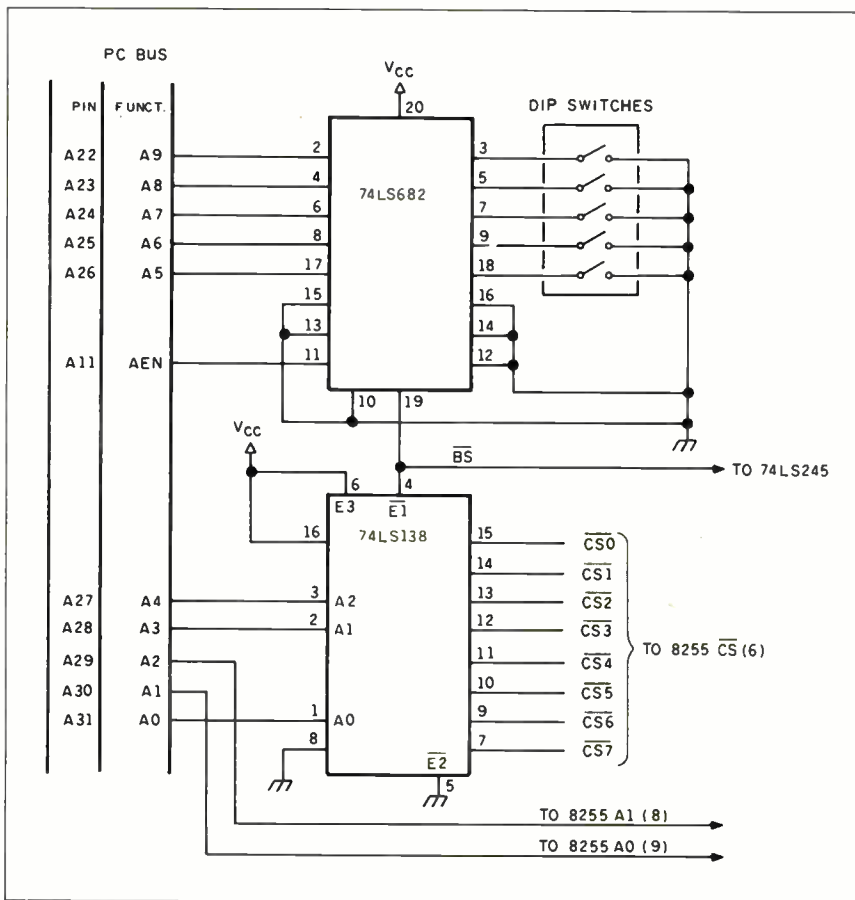 PC BUS
PIN FUNCT.
A22 A9
A23 A8
A24 A7
A25 A6
A26 A5
A11 AEN
A27 A4
A28 A3
A29 A2
A30 A1
A31 A0
VCC
20
74LS682
2
4
6
8
17
15
13
11
3
5
7
9
18
16
14
12
10
19
DIP SWITCHES
BS
TO 74LS245
VCC
6
4
E3
E1
74LS138
16
3 A2
2 A1
1 A0
8
E2
5
15 CS0
14 CS1
13 CS2
12 CS3
11 CS4
10 CS5
9 CS6
7 CS7
TO 8255 CS (6)
TO 8255 A1 (8)
TO 8255 A0 (9)